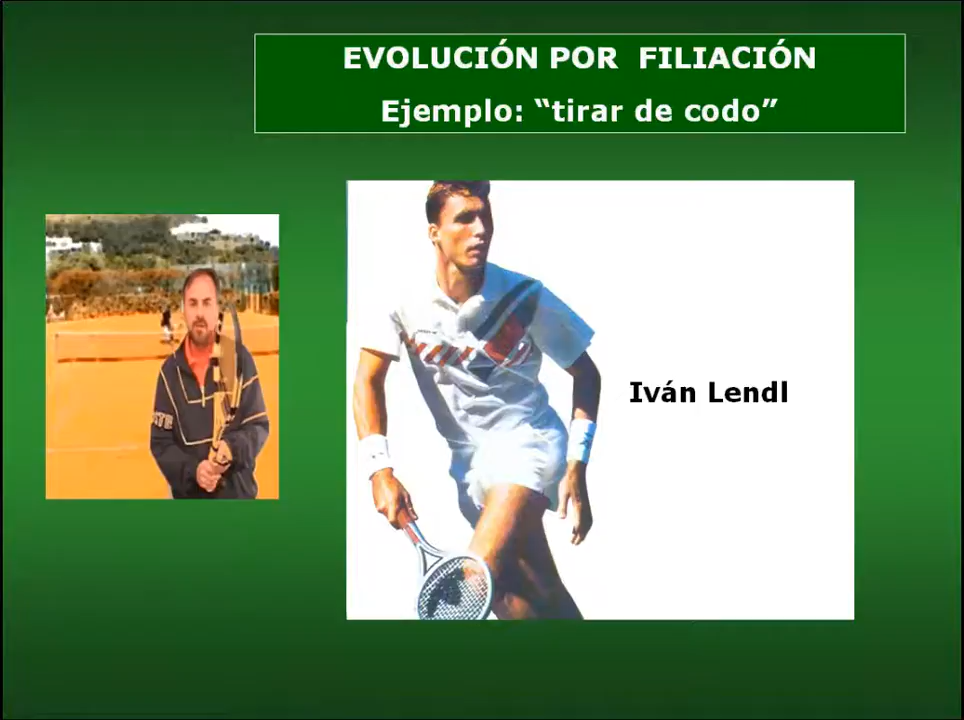 EVOLUCIÓN POR FILIACIÓN
Ejemplo: “tirar de codo”
Iván Lendl